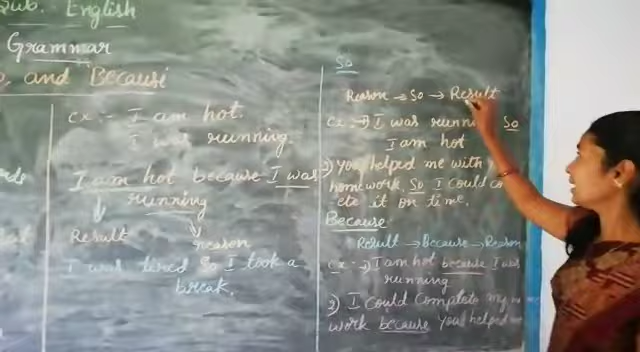 Sub. English
Grammar
and Because
ex :- I am hot.
I was running.
I am hot because I was
running
Result
reason
I was tired so I took a
break.
So
Reason → So → Result
ex :- 1) I was So
I am hot
2) You helped me with
homework, So I Could
ete it on time.
Because:
Result → Because → Reason
ex :- 1) I am hot because I was
running
2) I Could Complete my
work because you helped